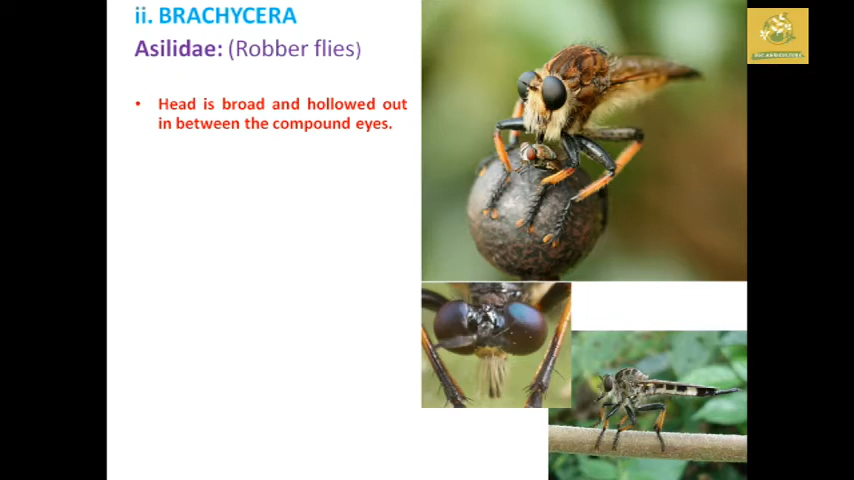 ii. BRACHYCERA
Asilidae: (Robber flies)
• Head is broad and hollowed out
in between the compound eyes.